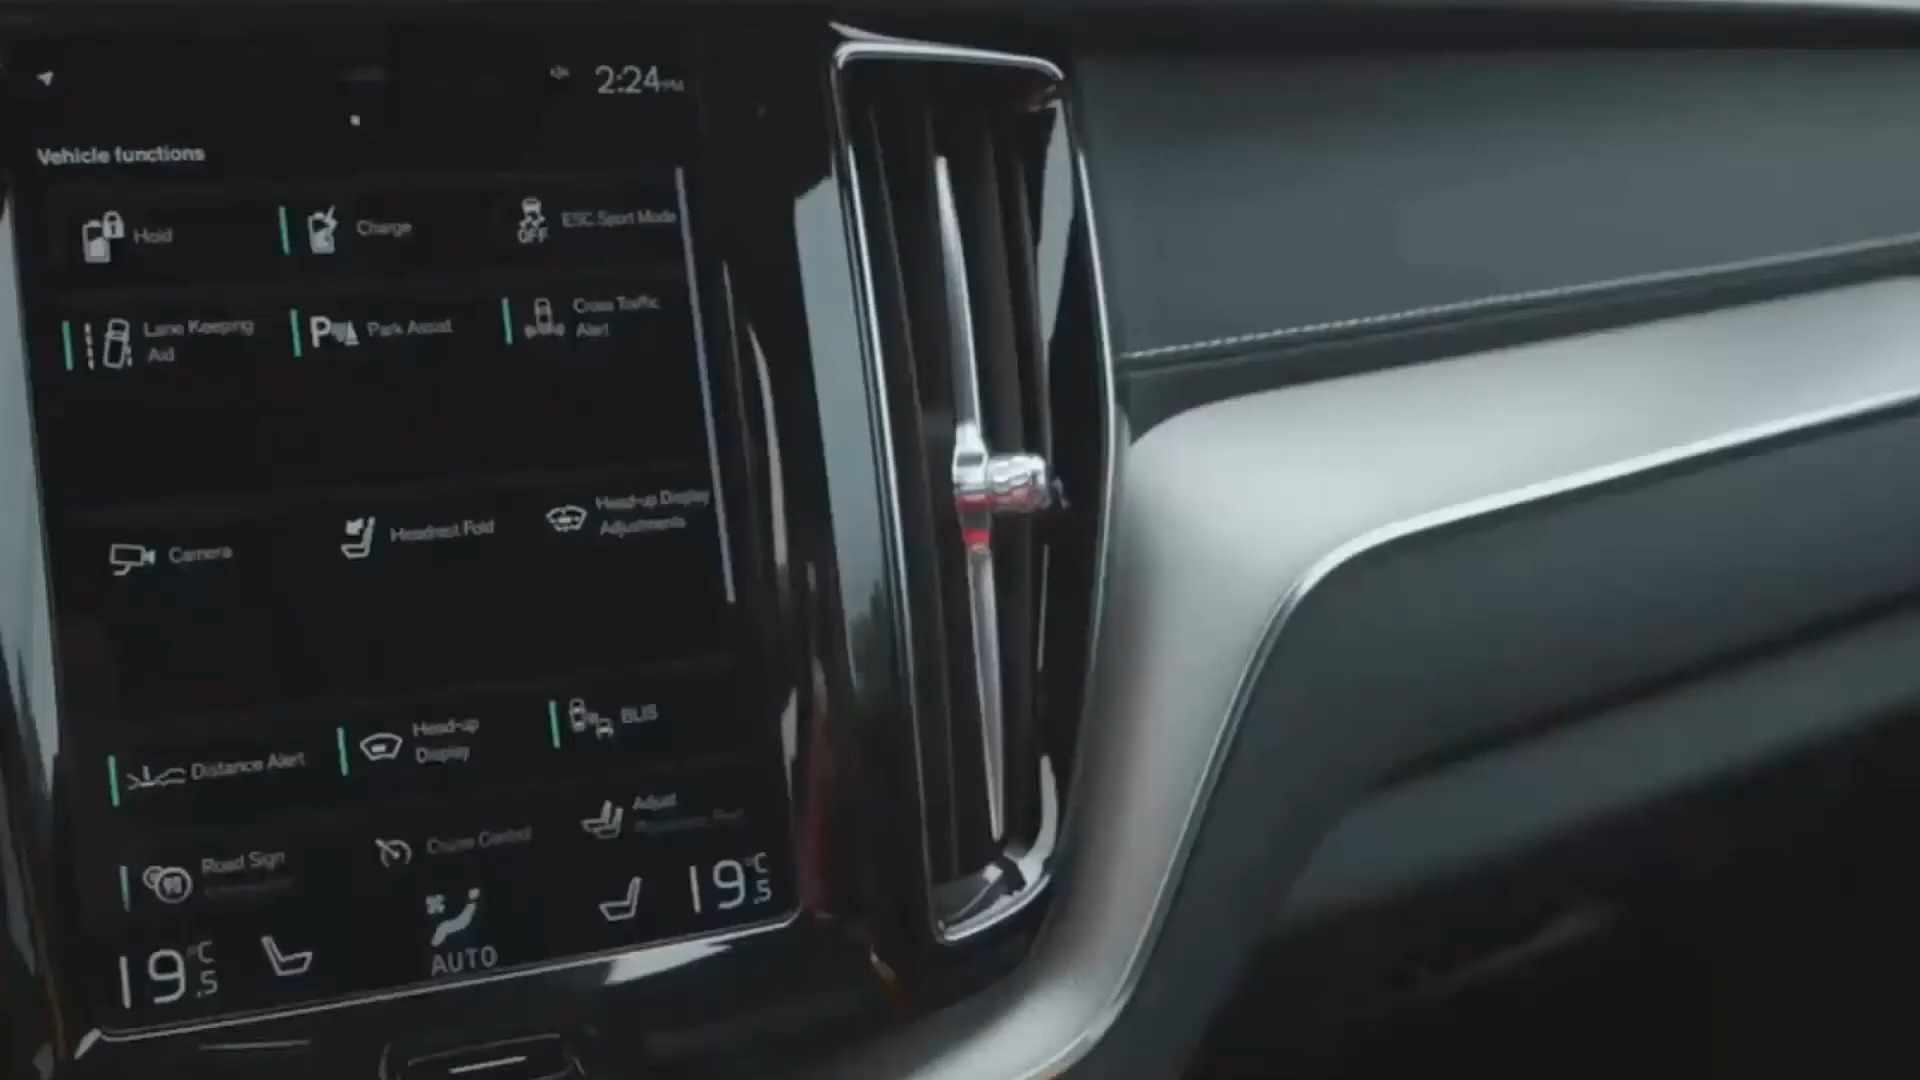 2:24 PM
Vehicle functions
Hold
Charge
OFF
ESC Sport Mode
Lane Keeping
Aid
P
Park Assist
Cross Traffic
Alert
Camera
Headrest Fold
Head-up Display
Adjustments
Distance Alert
Head-up
Display
BLIS
Road Sign
Cruise Control
Adjust
19.5 °C
AUTO
19.5 °C